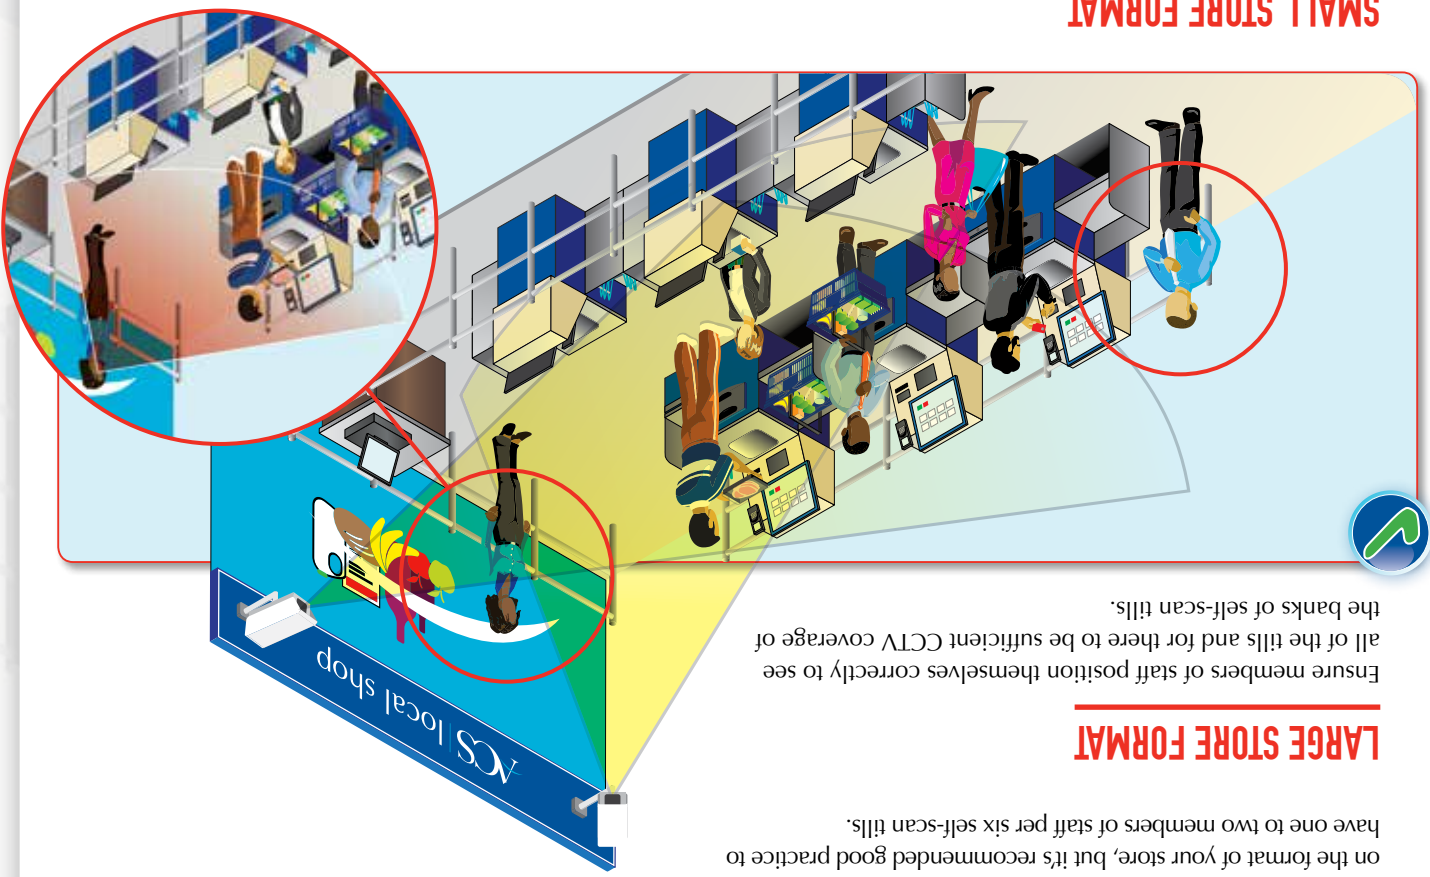 on the format of your store, but it's recommended good practice to
have one to two members of staff per six self-scan tills.
LARGE STORE FORMAT
Ensure members of staff position themselves correctly to see
all of the tills and for there to be sufficient CCTV coverage of
the banks of self-scan tills.
ACS local shop
SMALL STORE FORMAT